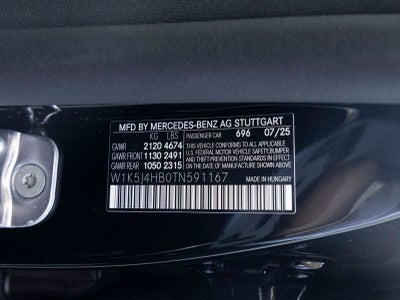 MFD BY MERCEDES-BENZ AG STUTTGART
KG LBS PASSENGER CAR 696 07/25
GAWR 2120 4674 THIS VEHICLE CONFORMS TO ALL APPLICABLE
GAWR FRONT 1130 2491 U.S. FEDERAL MOTOR VEHICLE SAFETY, BUMPER,
GAWR REAR 1050 2315 AND THEFT PREVENTION STANDARDS IN EFFECT
ON THE DATE OF MANUFACTURE SHOWN ABOVE.
W1K5J4HB0TN591167
MADE IN HUNGARY